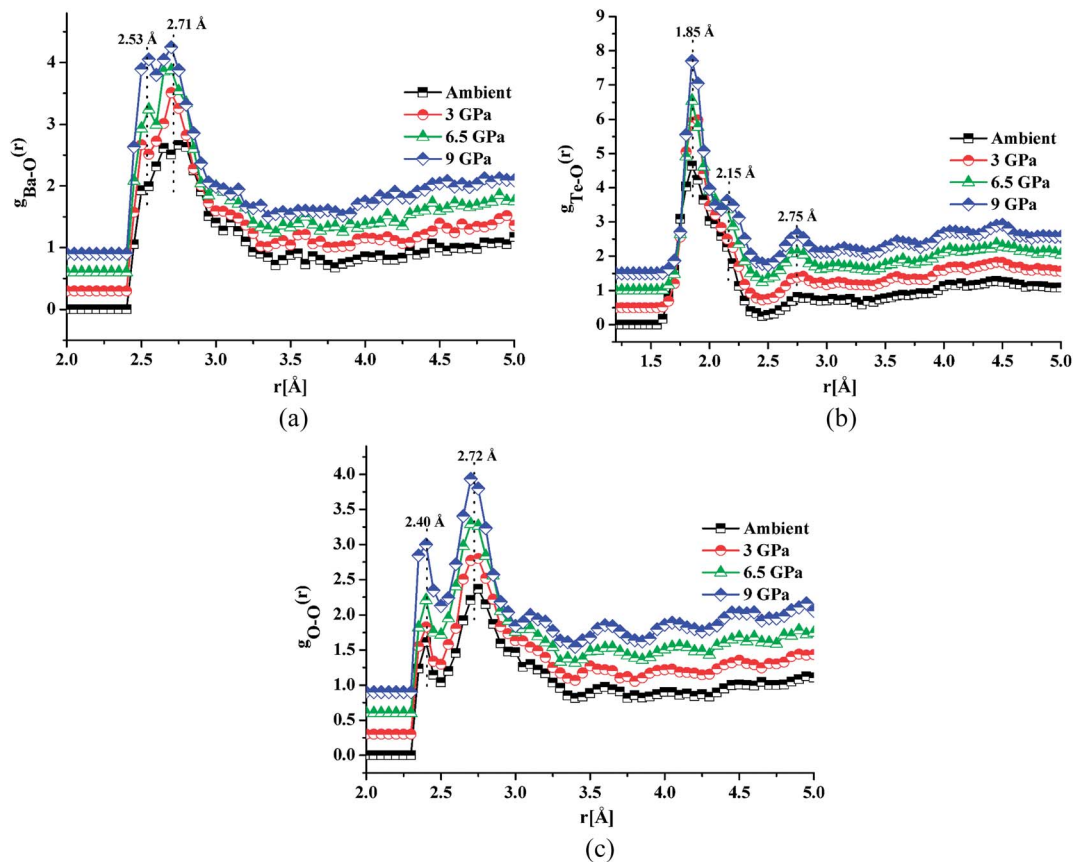 2.53 Å
2.71 Å
g Ba-O (r)
4
3
2
1
0
Ambient
3 GPa
6.5 GPa
9 GPa
2.0 2.5 3.0 3.5 4.0 4.5 5.0
r[Å]
(a)
1.85 Å
2.15 Å
2.75 Å
g Te-O (r)
9
8
7
6
5
4
3
2
1
0
Ambient
3 GPa
6.5 GPa
9 GPa
1.5 2.0 2.5 3.0 3.5 4.0 4.5 5.0
r[Å]
(b)
2.72 Å
2.40 Å
g O-O (r)
4.0
3.5
3.0
2.5
2.0
1.5
1.0
0.5
0.0
Ambient
3 GPa
6.5 GPa
9 GPa
2.0 2.5 3.0 3.5 4.0 4.5 5.0
r[Å]
(c)